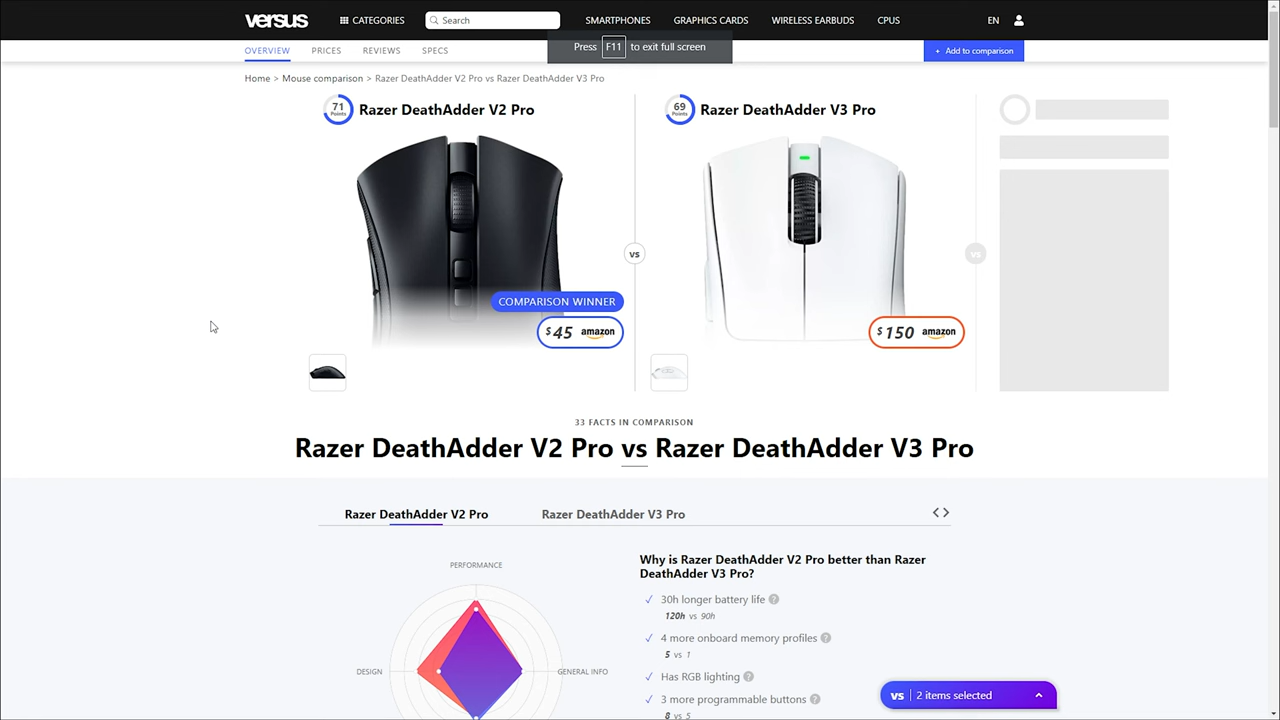 versus
CATEGORIES
Search
SMARTPHONES
GRAPHICS CARDS
WIRELESS EARBUDS
CPUS
EN
OVERVIEW
PRICES
REVIEWS
SPECS
Press F11 to exit full screen
+ Add to comparison
Home > Mouse comparison > Razer DeathAdder V2 Pro vs Razer DeathAdder V3 Pro
71 Points
Razer DeathAdder V2 Pro
69 Points
Razer DeathAdder V3 Pro
vs
vs
COMPARISON WINNER
$ 45 amazon
$ 150 amazon
33 FACTS IN COMPARISON
Razer DeathAdder V2 Pro vs Razer DeathAdder V3 Pro
Razer DeathAdder V2 Pro
Razer DeathAdder V3 Pro
PERFORMANCE
DESIGN
GENERAL INFO
Why is Razer DeathAdder V2 Pro better than Razer
DeathAdder V3 Pro?
30h longer battery life ?
120h vs 90h
4 more onboard memory profiles ?
5 vs 1
Has RGB lighting ?
3 more programmable buttons ?
8 vs 5
vs 2 items selected